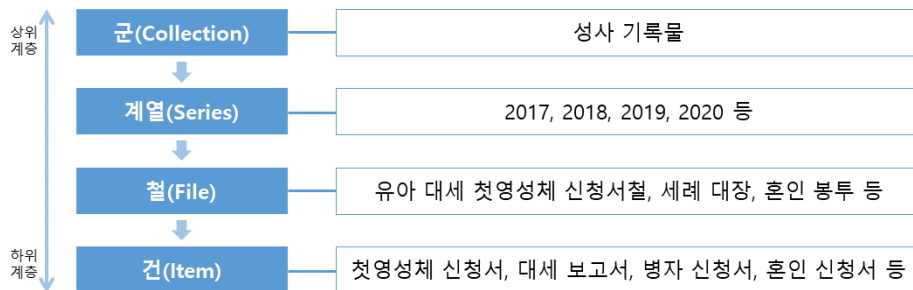 상위
계층
군(Collection)
성사 기록물
계열(Series)
2017, 2018, 2019, 2020 등
철(File)
유아 대세 첫영성체 신청서철, 세례 대장, 혼인 봉투 등
하위
계층
건(Item)
첫영성체 신청서, 대세 보고서, 병자 신청서, 혼인 신청서 등